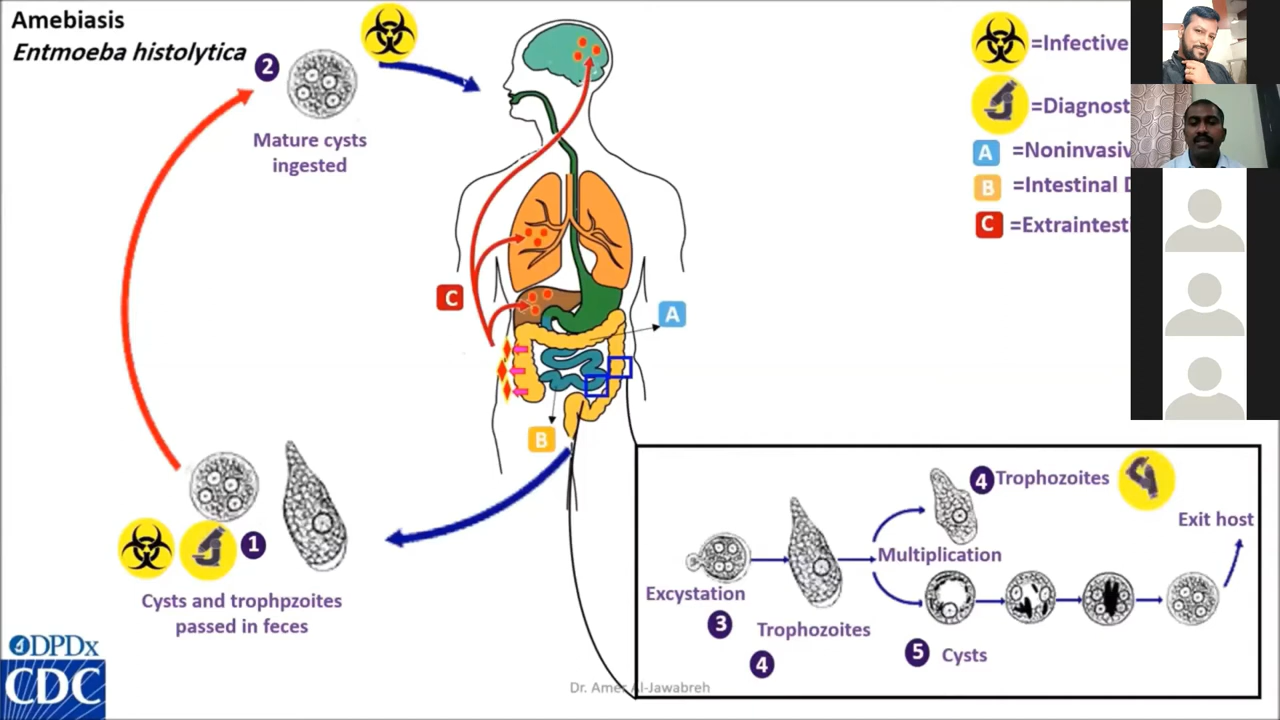 Amebiasis
Entmoeba histolytica
2
Mature cysts
ingested
=Infective
=Diagnost
A =Noninvasiv
B =Intestinal D
C =Extraintest
C
A
B
1
Cysts and trophpzoites
passed in feces
4 Trophozoites
Exit host
Multiplication
Excystation
3
Trophozoites
4
5 Cysts
DPDx
CDC
Dr. Amer Al-Jawabreh